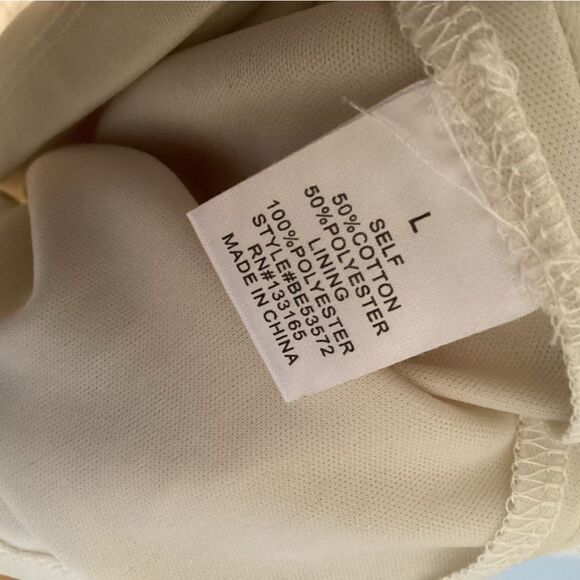 L
SELF
50%COTTON
50%POLYESTER
LINING
100%POLYESTER
STYLE#BE53572
RN#133165
MADE IN CHINA